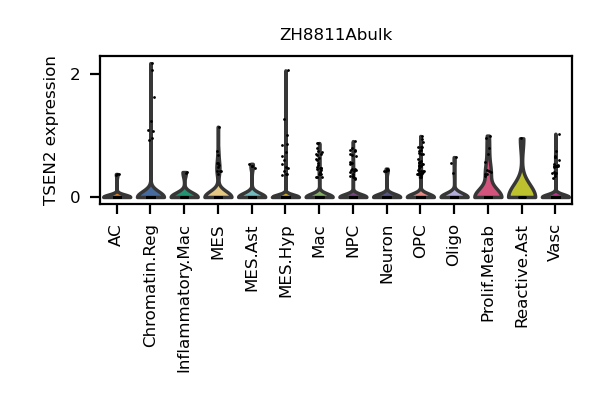 ZH8811Abulk
TSEN2 expression
2
0
AC
Chromatin.Reg
Inflammatory.Mac
MES
MES.Ast
MES.Hyp
Mac
NPC
Neuron
OPC
Oligo
Prolif.Metab
Reactive.Ast
Vasc